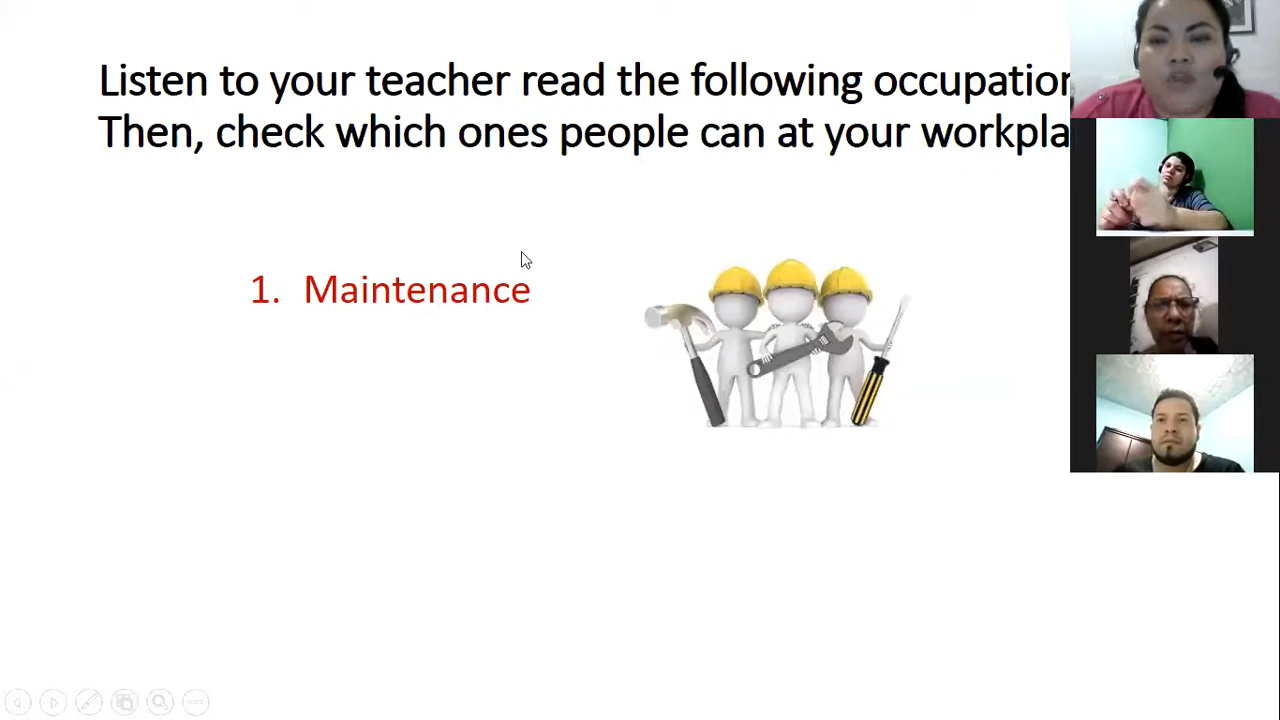 Listen to your teacher read the following occupation
Then, check which ones people can at your workpla
1. Maintenance